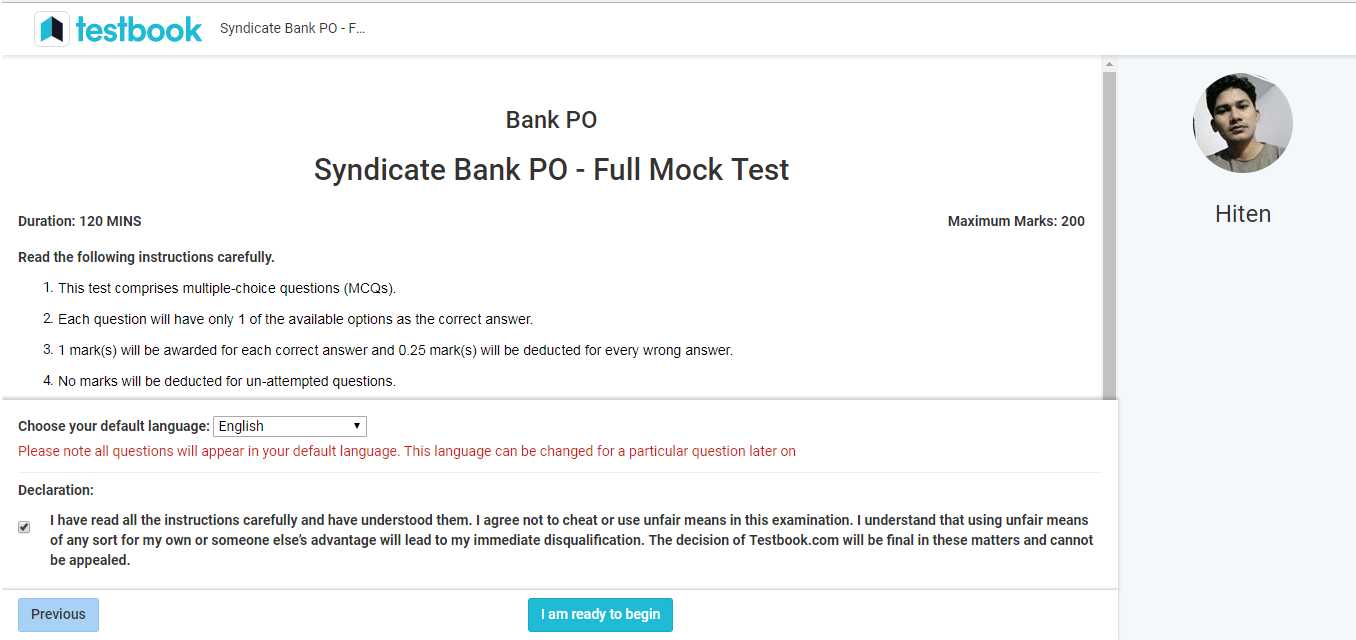 testbook Syndicate Bank PO - F...
Bank PO
Syndicate Bank PO - Full Mock Test
Duration: 120 MINS Maximum Marks: 200
Hiten
Read the following instructions carefully.
1. This test comprises multiple-choice questions (MCQs).
2. Each question will have only 1 of the available options as the correct answer.
3. 1 mark(s) will be awarded for each correct answer and 0.25 mark(s) will be deducted for every wrong answer.
4. No marks will be deducted for un-attempted questions.
Choose your default language: English
Please note all questions will appear in your default language. This language can be changed for a particular question later on
Declaration:
I have read all the instructions carefully and have understood them. I agree not to cheat or use unfair means in this examination. I understand that using unfair means
of any sort for my own or someone else's advantage will lead to my immediate disqualification. The decision of Testbook.com will be final in these matters and cannot
be appealed.
Previous I am ready to begin